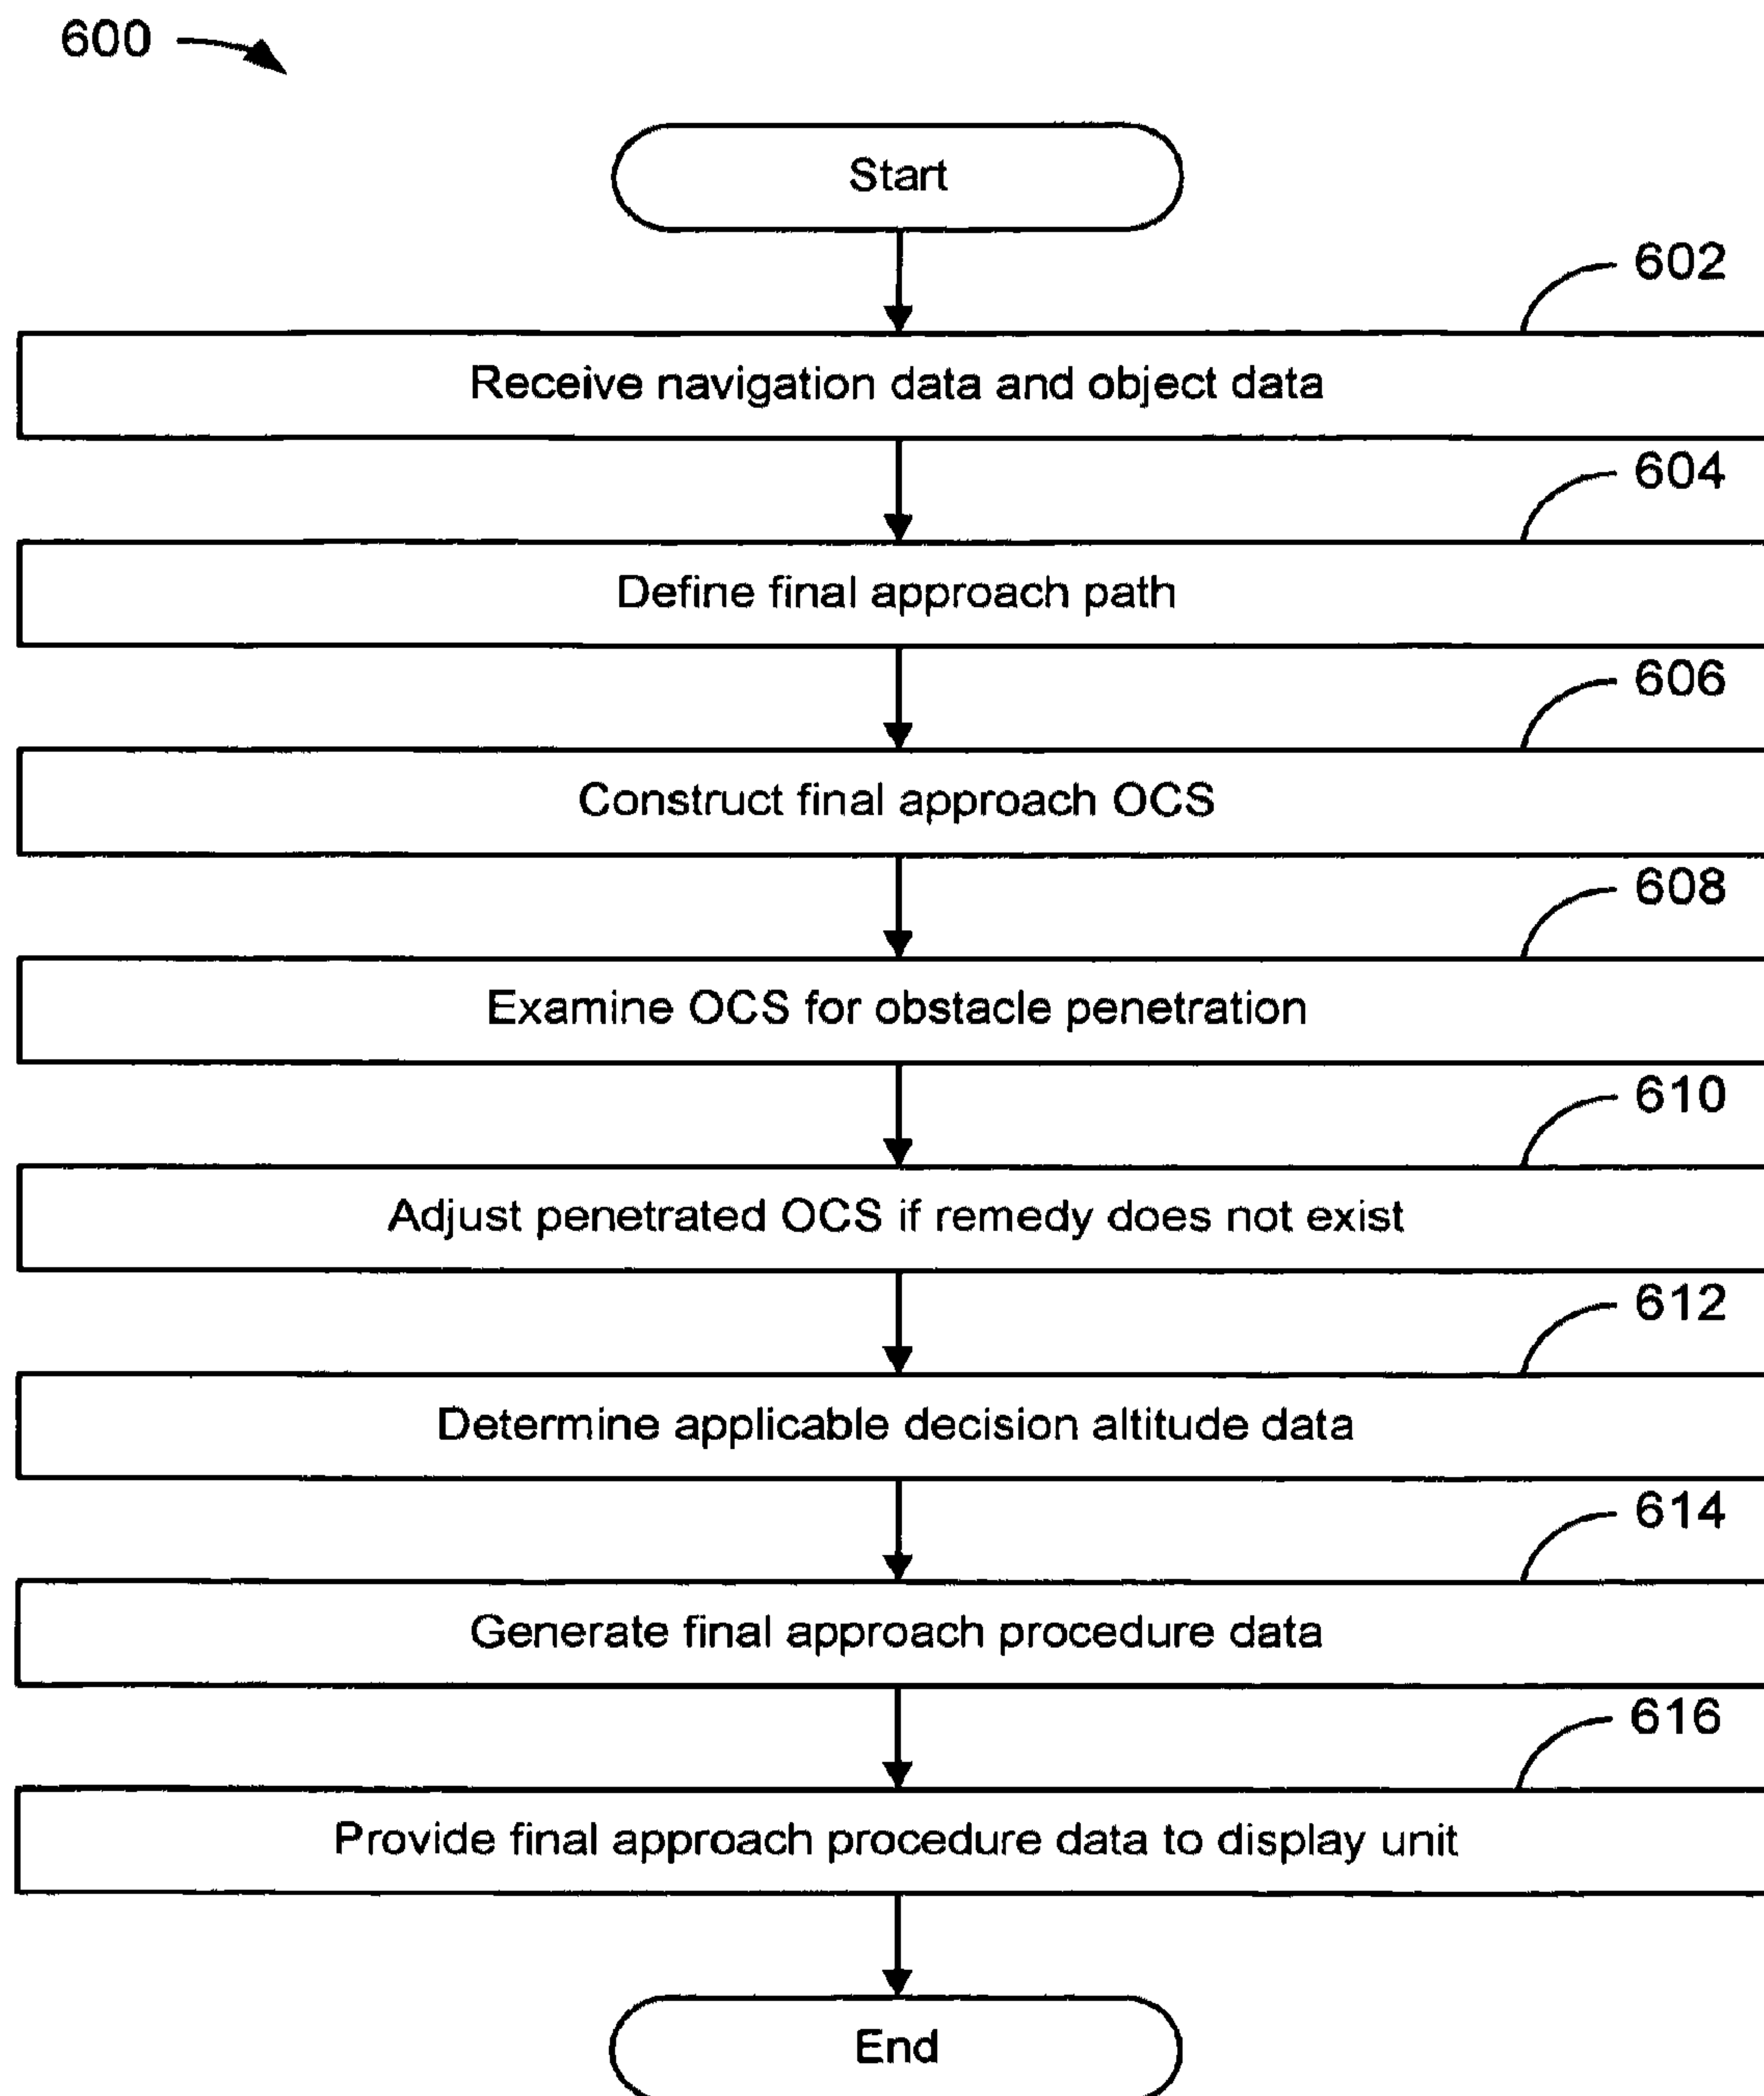 600
Start
602
Receive navigation data and object data
604
Define final approach path
606
Construct final approach OCS
608
Examine OCS for obstacle penetration
610
Adjust penetrated OCS if remedy does not exist
612
Determine applicable decision altitude data
614
Generate final approach procedure data
616
Provide final approach procedure data to display unit
End